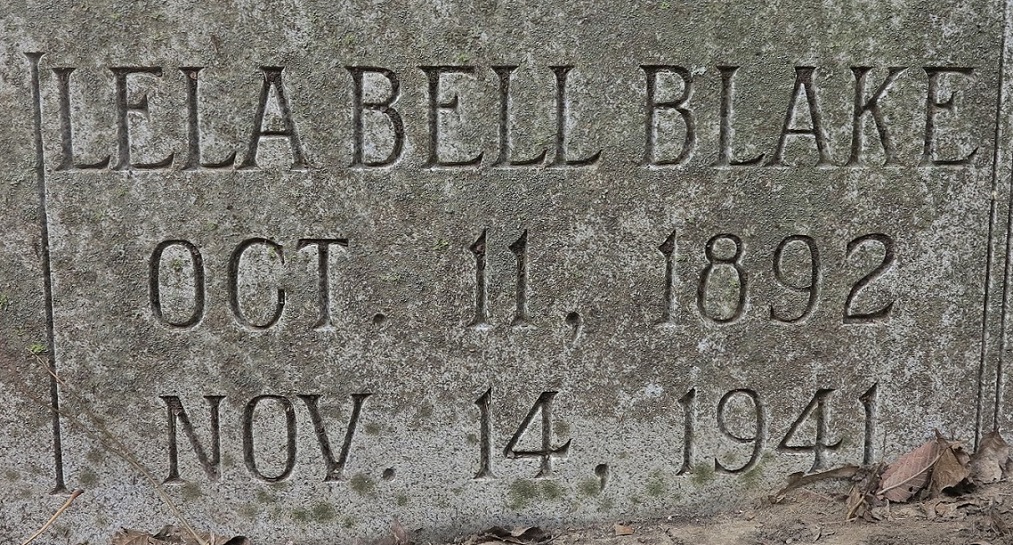 LELA BELL BLAKE
OCT. 11, 1892
NOV. 14, 1941